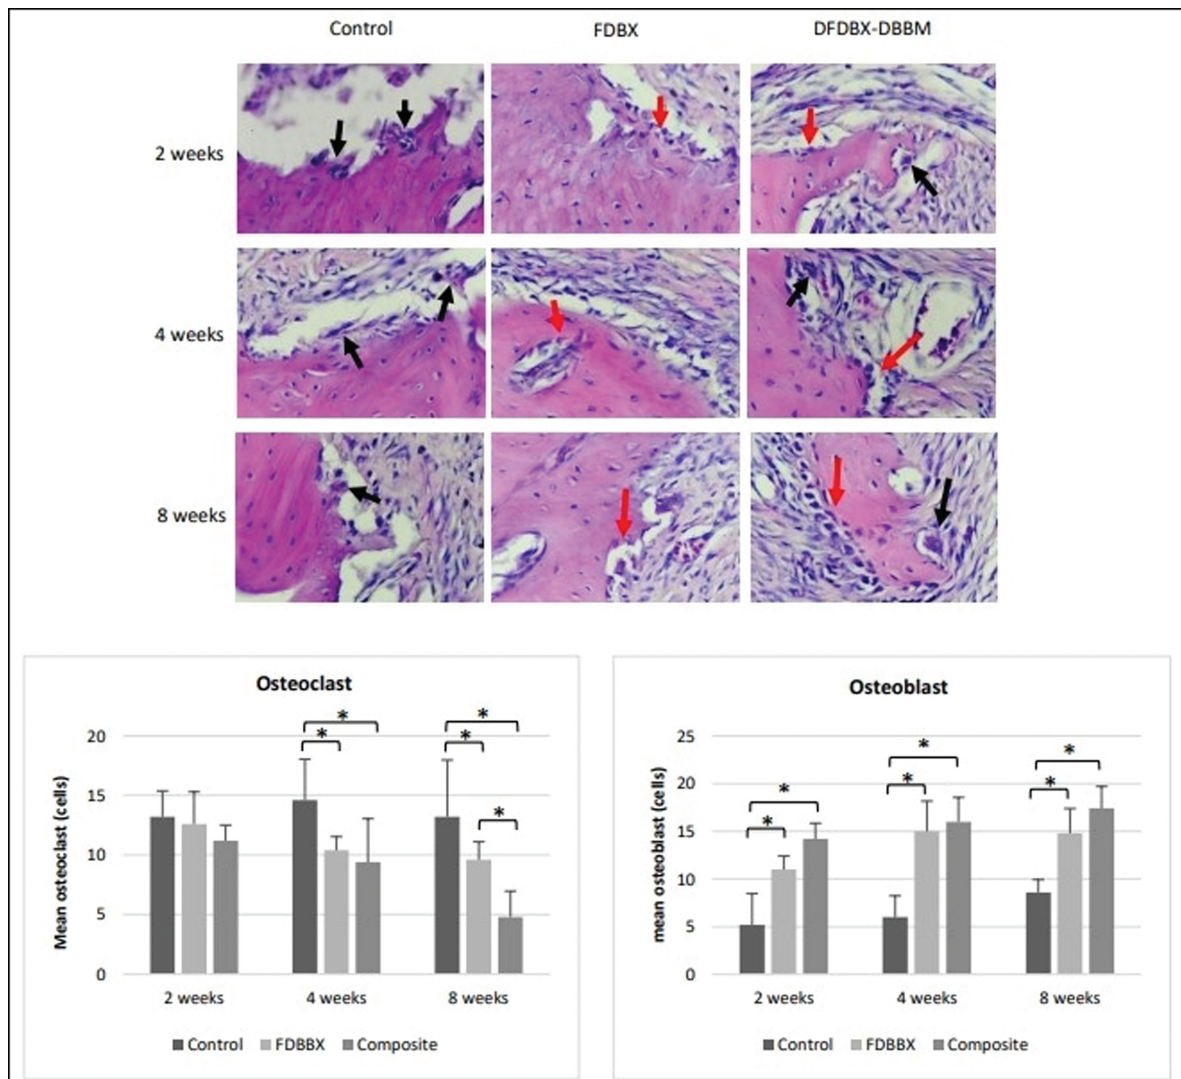 Control FDBX DFDBX-DBBM
2 weeks
4 weeks
8 weeks
Osteoclast
* *
* * *
20
15
10
5
0
Mean osteoclast (cells)
2 weeks 4 weeks 8 weeks
Control FDBBX Composite
Osteoblast
* * *
* * *
25
20
15
10
5
0
mean osteoblast (cells)
2 weeks 4 weeks 8 weeks
Control FDBBX Composite